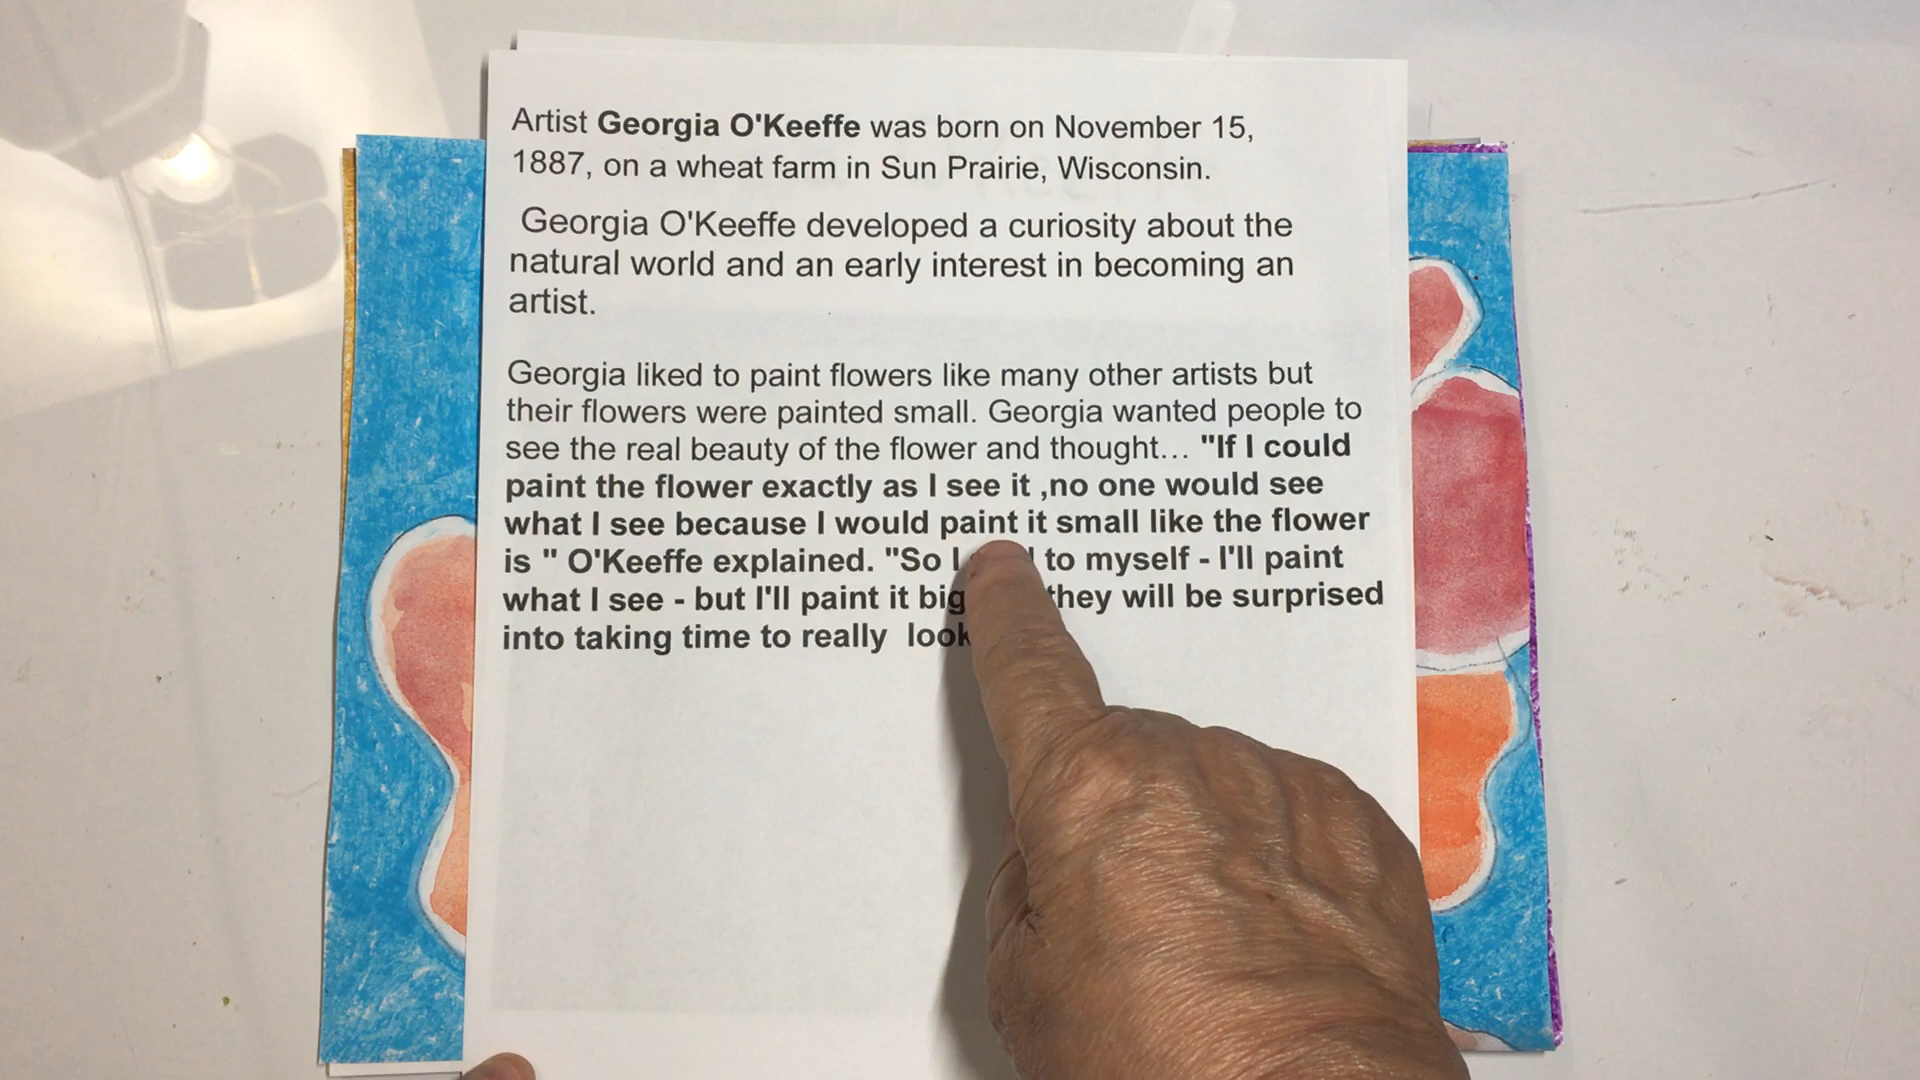 Artist Georgia O'Keeffe was born on November 15,
1887, on a wheat farm in Sun Prairie, Wisconsin.
Georgia O'Keeffe developed a curiosity about the
natural world and an early interest in becoming an
artist.
Georgia liked to paint flowers like many other artists but
their flowers were painted small. Georgia wanted people to
see the real beauty of the flower and thought... "If I could
paint the flower exactly as I see it ,no one would see
what I see because I would paint it small like the flower
is " O'Keeffe explained. "So I to myself - I'll paint
what I see - but I'll paint it big they will be surprised
into taking time to really look